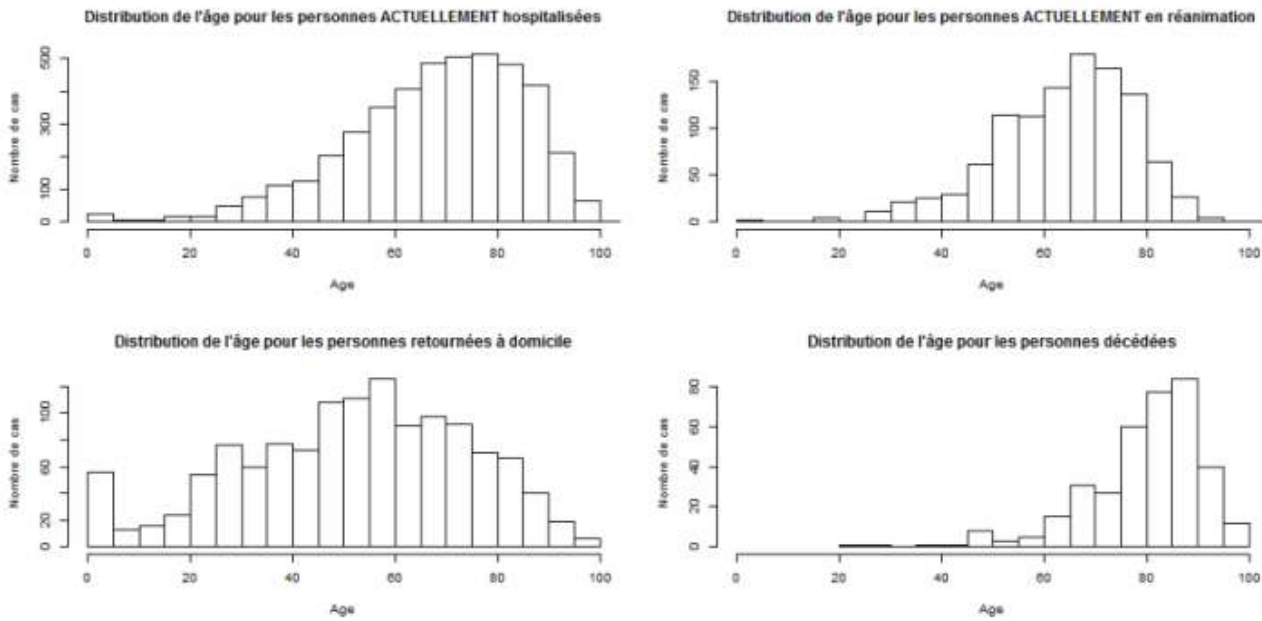 Distribution de l'âge pour les personnes ACTUELLEMENT hospitalisées
Nombre de cas
500
300
100
0
0 20 40 60 80 100
Age
Distribution de l'âge pour les personnes ACTUELLEMENT en réanimation
Nombre de cas
150
100
50
0
0 20 40 60 80 100
Age
Distribution de l'âge pour les personnes retournées à domicile
Nombre de cas
100
60
20
0
0 20 40 60 80 100
Age
Distribution de l'âge pour les personnes décédées
Nombre de cas
80
60
40
20
0
0 20 40 60 80 100
Age